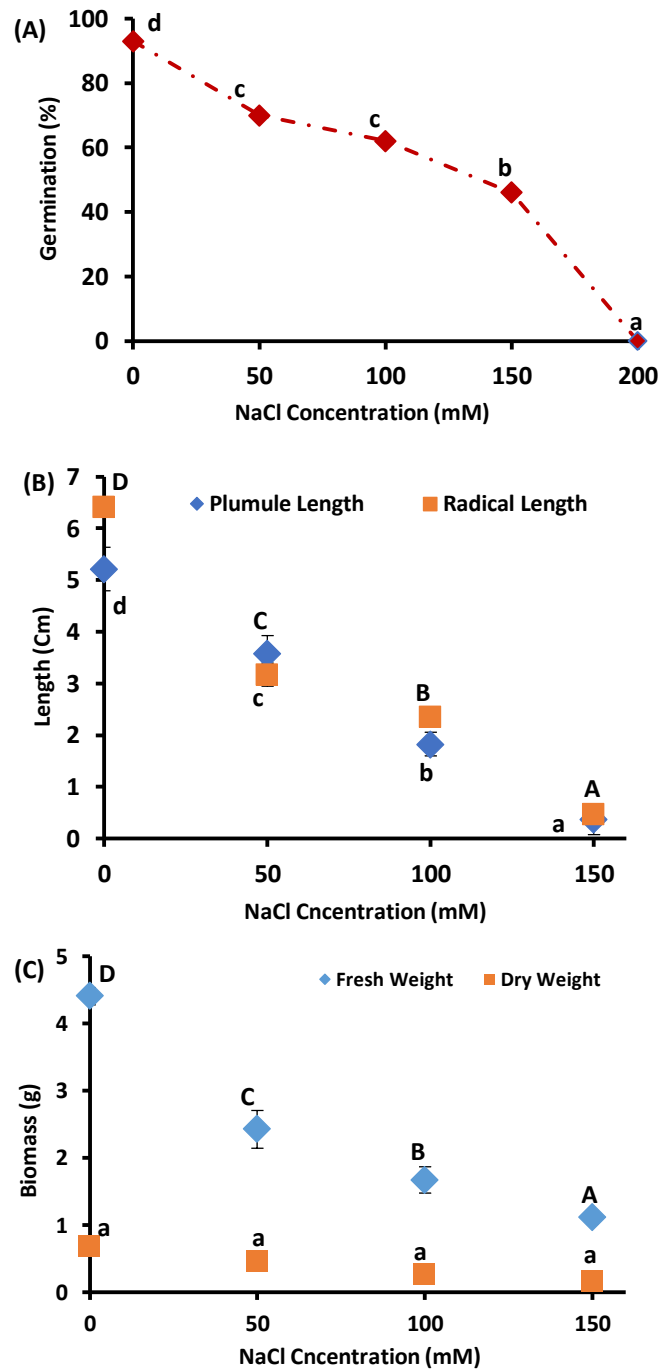 (A)
Germination (%)
100
80
60
40
20
0
d
c
c
b
a
0 50 100 150 200
NaCl Concentration (mM)
(B)
Length (Cm)
Plumule Length Radical Length
7
6
5
4
3
2
1
0
D
d
C
c
B
b
A
a
0 50 100 150
NaCl Cncentration (mM)
(C)
Biomass (g)
Fresh Weight Dry Weight
5
4
3
2
1
0
D
C
B
A
a
a
a
a
0 50 100 150
NaCl Concentration (mM)